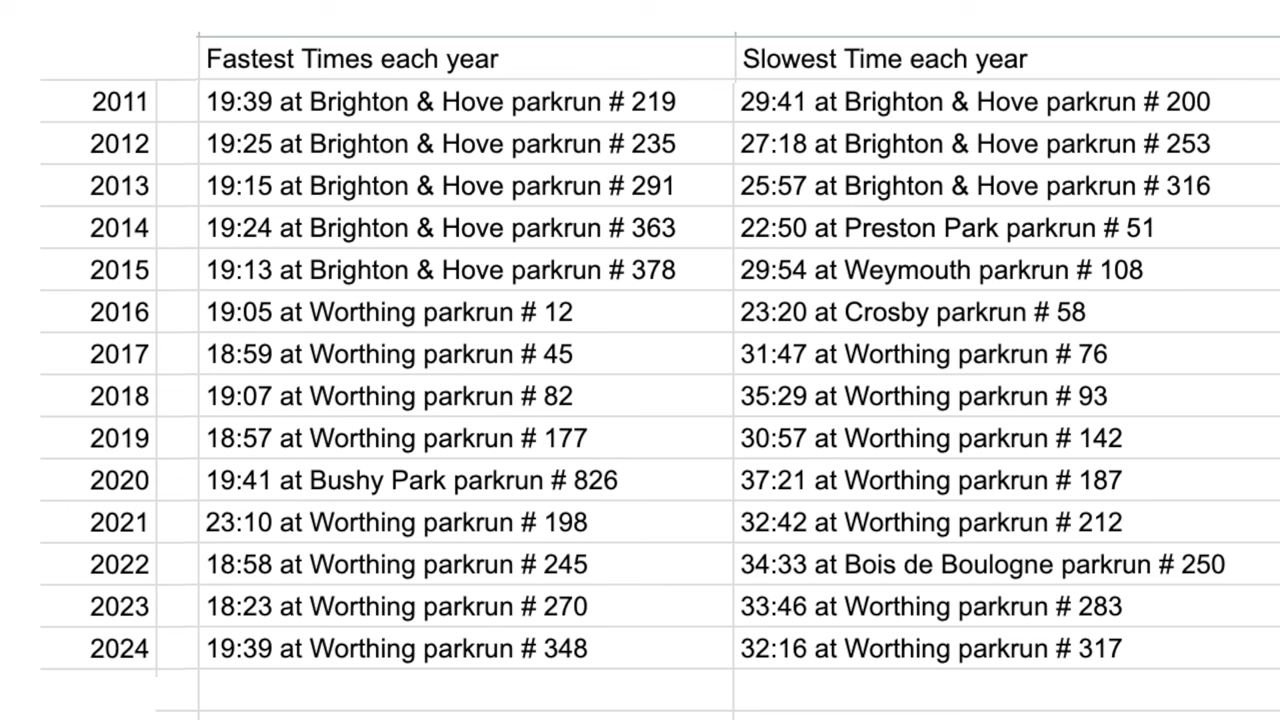 Fastest Times each year Slowest Time each year
2011 19:39 at Brighton & Hove parkrun # 219 29:41 at Brighton & Hove parkrun # 200
2012 19:25 at Brighton & Hove parkrun # 235 27:18 at Brighton & Hove parkrun # 253
2013 19:15 at Brighton & Hove parkrun # 291 25:57 at Brighton & Hove parkrun # 316
2014 19:24 at Brighton & Hove parkrun # 363 22:50 at Preston Park parkrun # 51
2015 19:13 at Brighton & Hove parkrun # 378 29:54 at Weymouth parkrun # 108
2016 19:05 at Worthing parkrun # 12 23:20 at Crosby parkrun # 58
2017 18:59 at Worthing parkrun # 45 31:47 at Worthing parkrun # 76
2018 19:07 at Worthing parkrun # 82 35:29 at Worthing parkrun # 93
2019 18:57 at Worthing parkrun # 177 30:57 at Worthing parkrun # 142
2020 19:41 at Bushy Park parkrun # 826 37:21 at Worthing parkrun # 187
2021 23:10 at Worthing parkrun # 198 32:42 at Worthing parkrun # 212
2022 18:58 at Worthing parkrun # 245 34:33 at Bois de Boulogne parkrun # 250
2023 18:23 at Worthing parkrun # 270 33:46 at Worthing parkrun # 283
2024 19:39 at Worthing parkrun # 348 32:16 at Worthing parkrun # 317